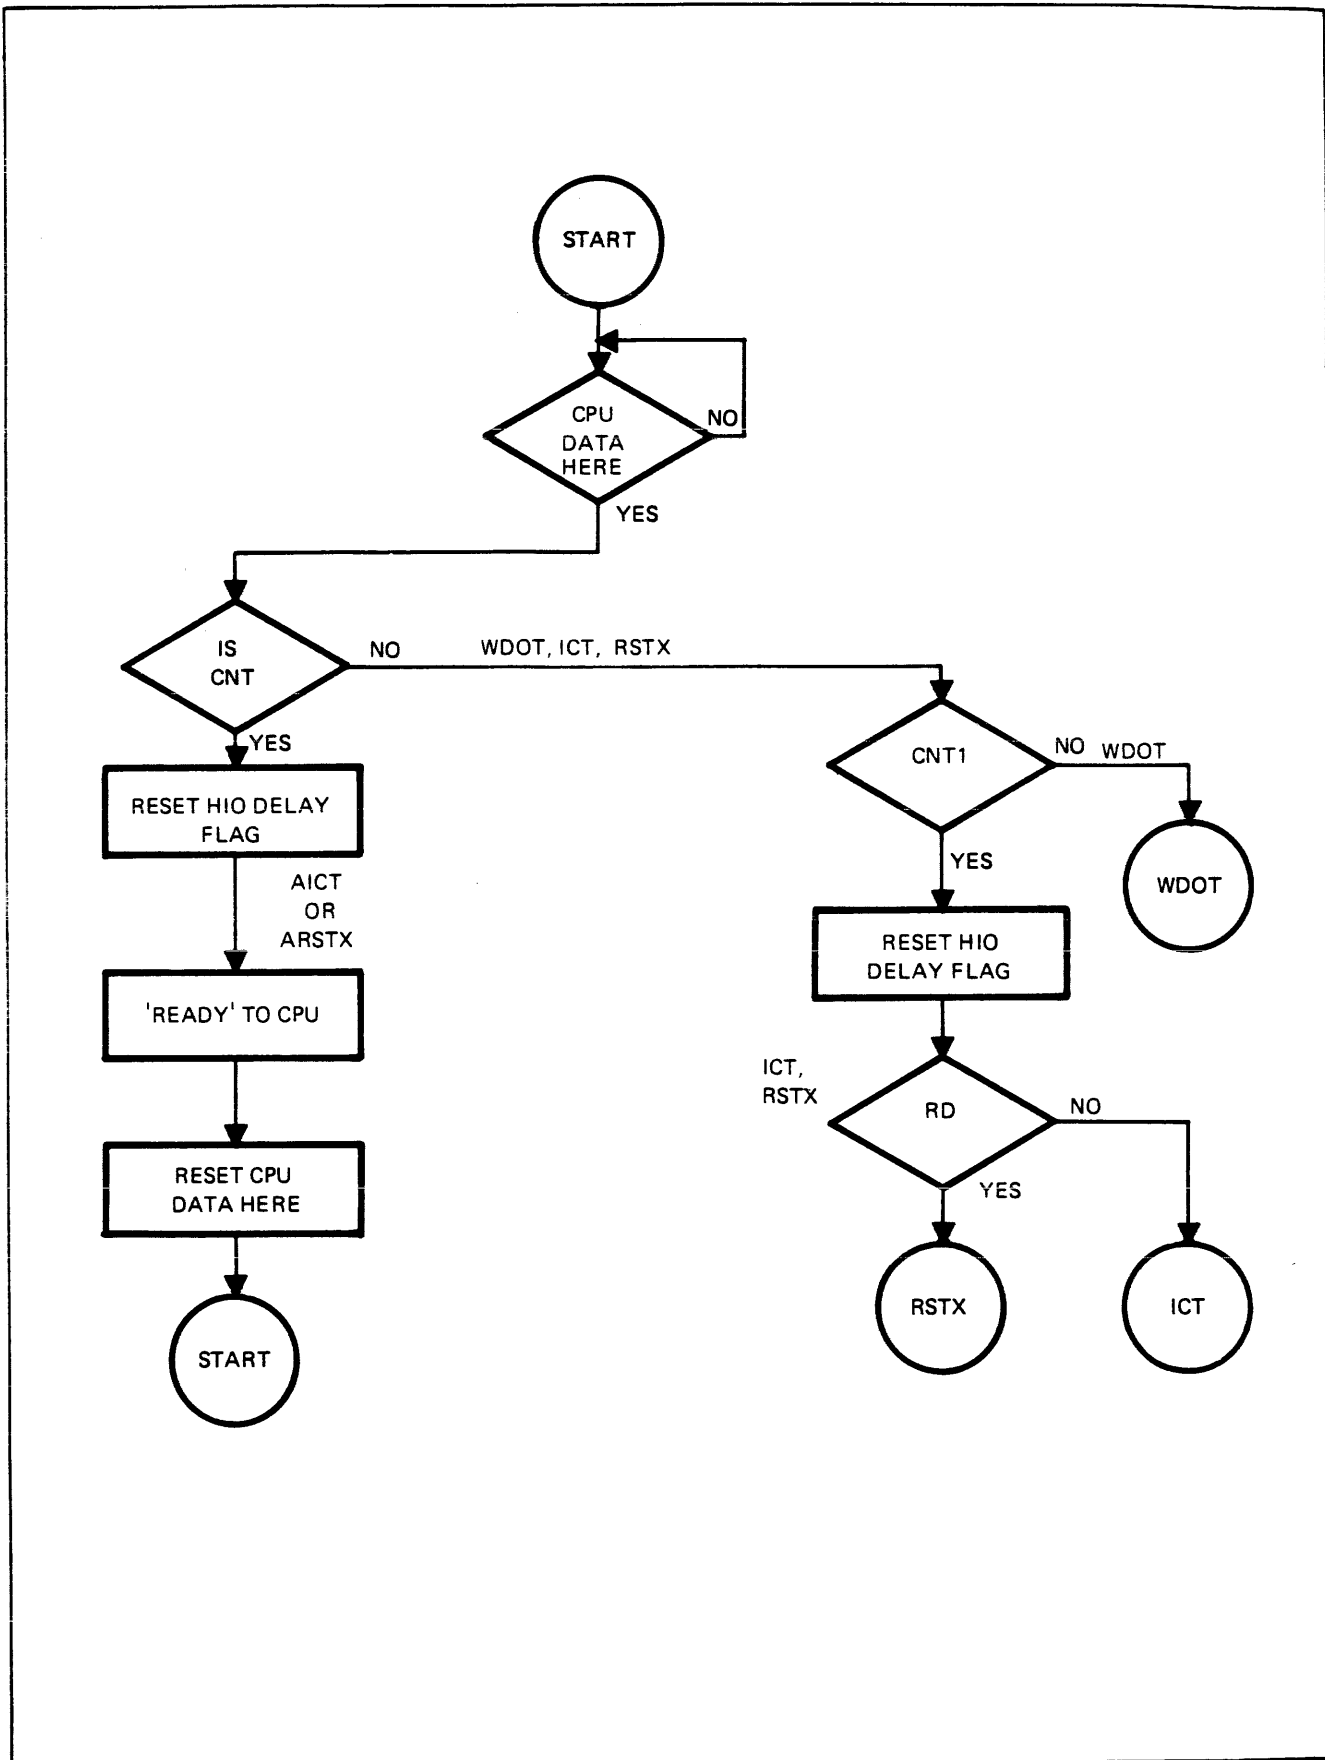 START
CPU
DATA
HERE
NO
YES
IS
CNT
NO
WDOT, ICT, RSTX
YES
CNT1
NO WDOT
RESET HIO DELAY
FLAG
YES
WDOT
AICT
OR
ARSTX
RESET HIO
DELAY FLAG
'READY' TO CPU
ICT,
RSTX
RD
NO
YES
RESET CPU
DATA HERE
RSTX
ICT
START